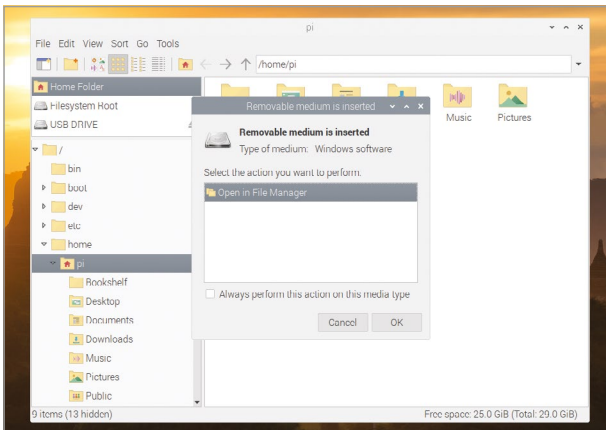 pi
File Edit View Sort Go Tools
/home/pi
Home Folder
Filesystem Root
USB DRIVE
/
bin
boot
dev
etc
home
pi
Bookshelf
Desktop
Documents
Downloads
Music
Pictures
Public
Music
Pictures
Removable medium is inserted
Removable medium is inserted
Type of medium: Windows software
Select the action you want to perform:
Open in File Manager
Always perform this action on this media type
Cancel OK
9 items (13 hidden)
Free space: 25.0 GiB (Total: 29.0 GiB)